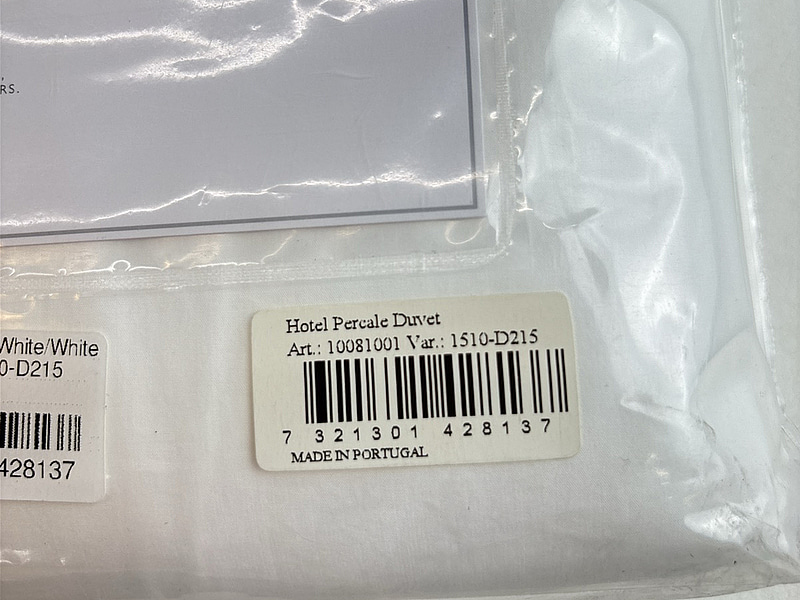 RS.
White/White
0-D215
428137
Hotel Percale Duvet
Art.: 10081001 Var.: 1510-D215
7 321301 428137
MADE IN PORTUGAL